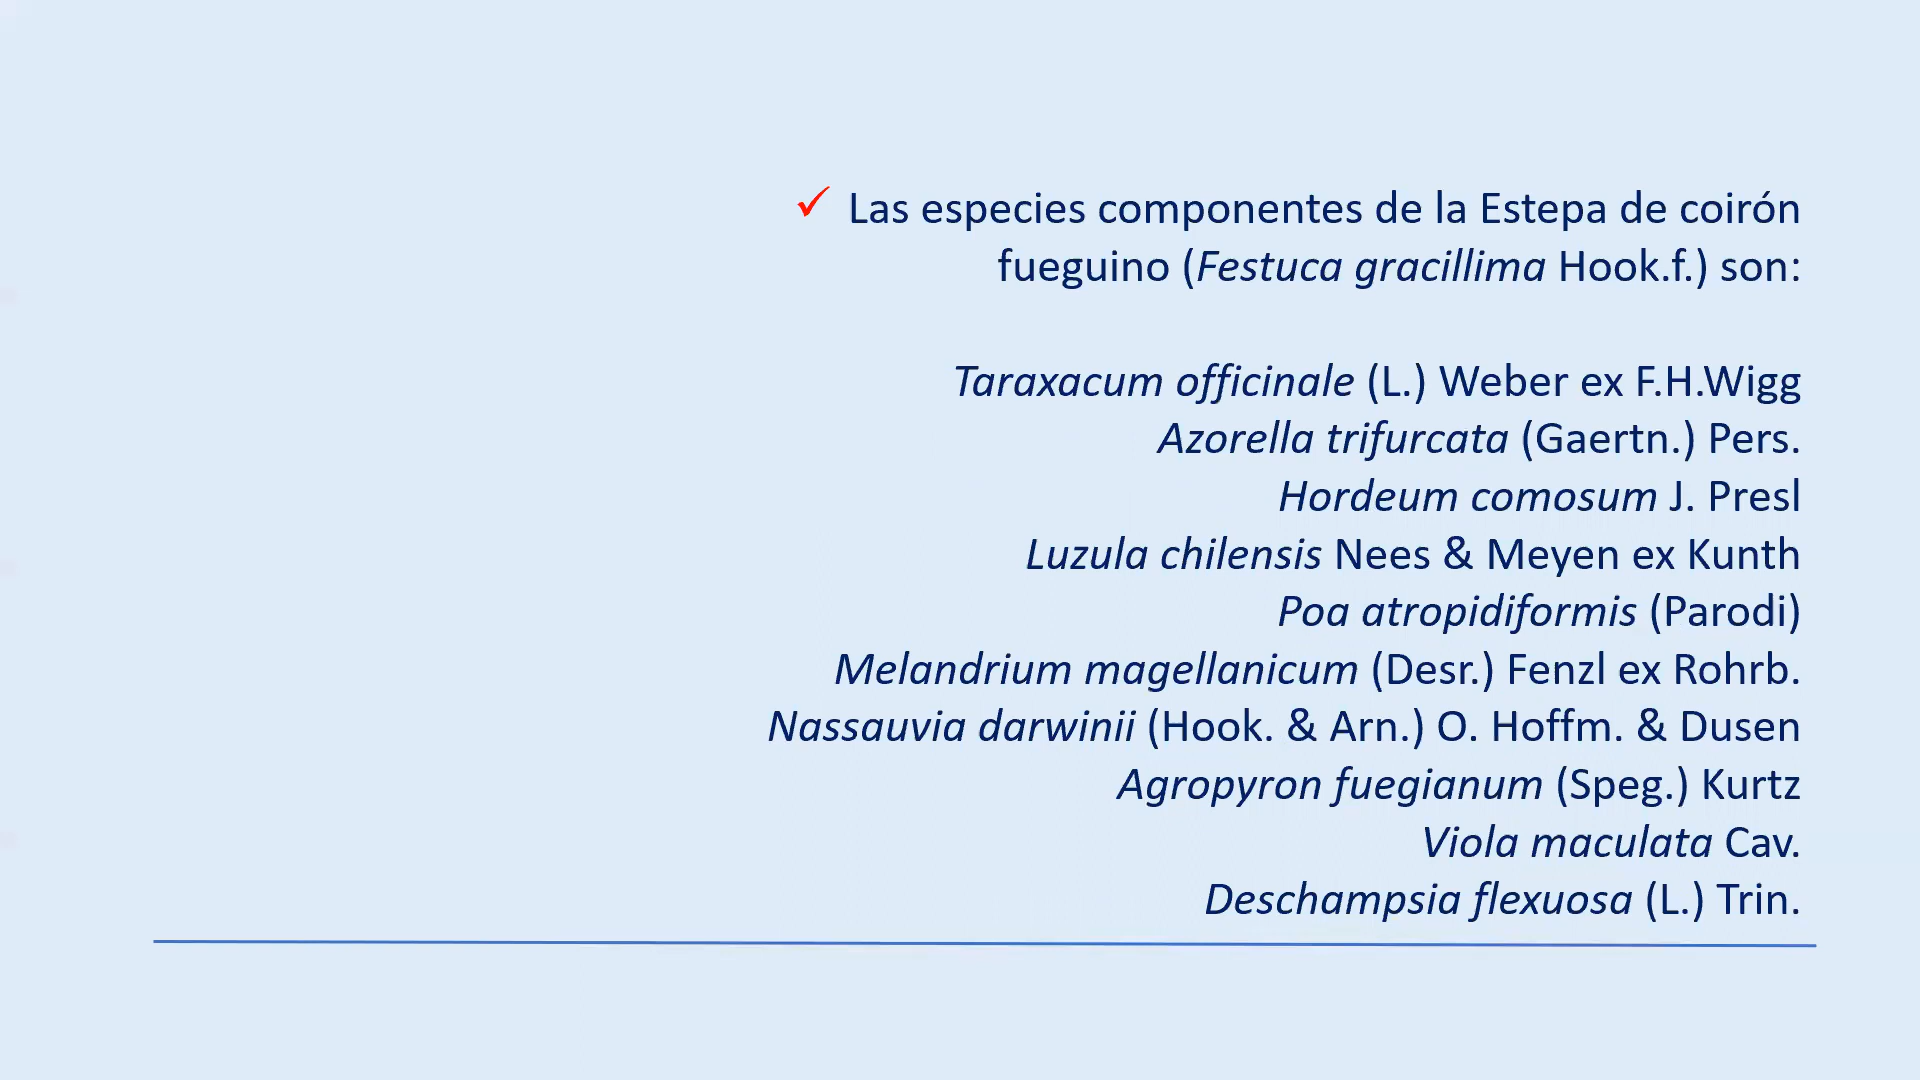 ✓ Las especies componentes de la Estepa de coirón
fueguino (Festuca gracillima Hook.f.) son:
Taraxacum officinale (L.) Weber ex F.H.Wigg
Azorella trifurcata (Gaertn.) Pers.
Hordeum comosum J. Presl
Luzula chilensis Nees & Meyen ex Kunth
Poa atropidiformis (Parodi)
Melandrium magellanicum (Desr.) Fenzl ex Rohrb.
Nassauvia darwinii (Hook. & Arn.) O. Hoffm. & Dusen
Agropyron fuegianum (Speg.) Kurtz
Viola maculata Cav.
Deschampsia flexuosa (L.) Trin.